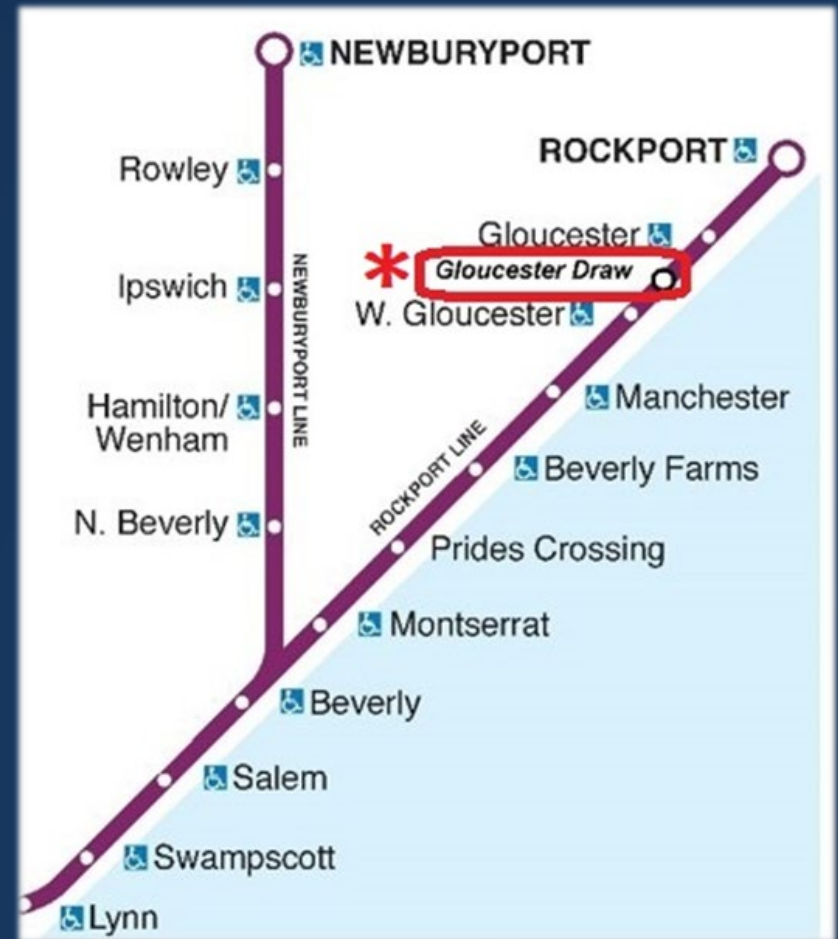 NEWBURYPORT
ROCKPORT
Rowley
Gloucester
* Gloucester Draw
Ipswich
W. Gloucester
NEWBURYPORT LINE
Hamilton/
Wenham
Manchester
ROCKPORT LINE
Beverly Farms
N. Beverly
Prides Crossing
Montserrat
Beverly
Salem
Swampscott
Lynn